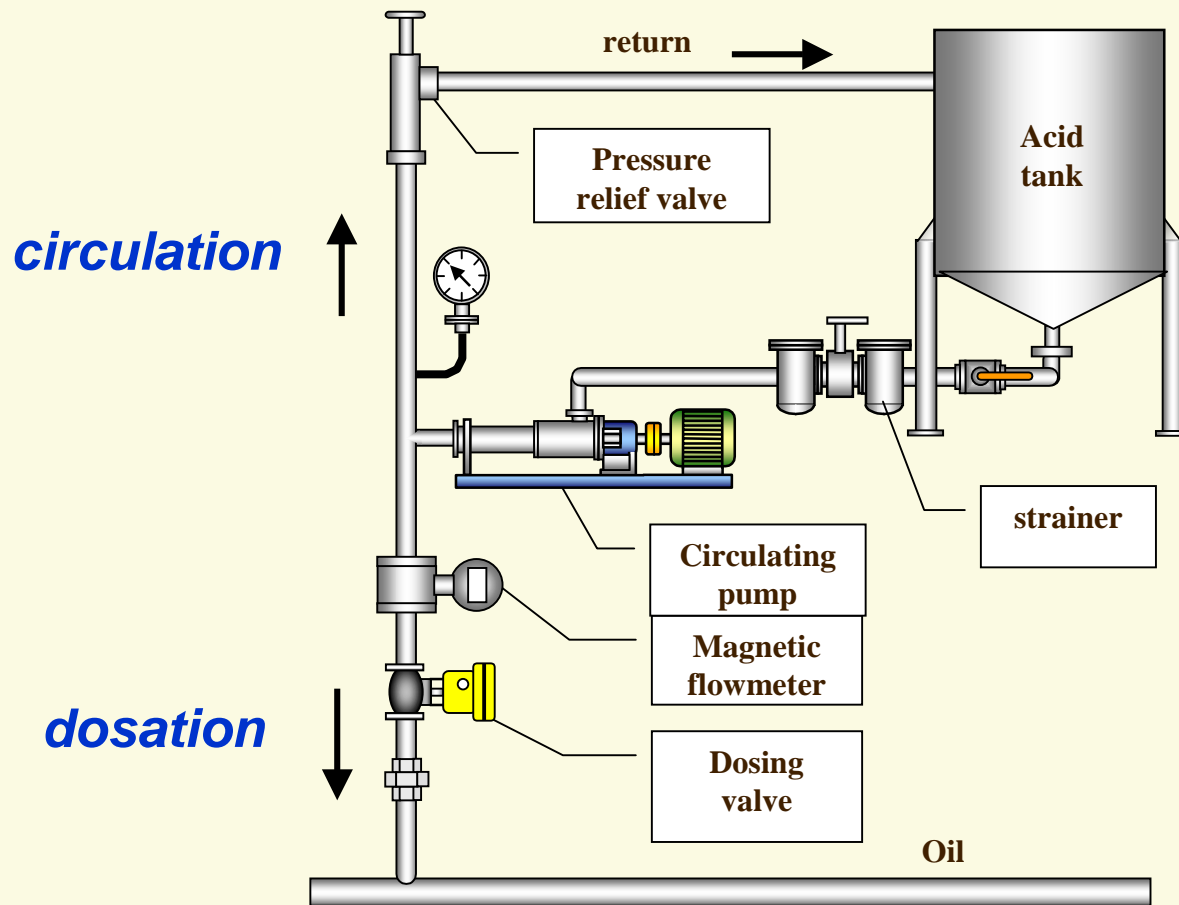 return
Acid
tank
Pressure
relief valve
circulation
strainer
Circulating
pump
Magnetic
flowmeter
dosation
Dosing
valve
Oil